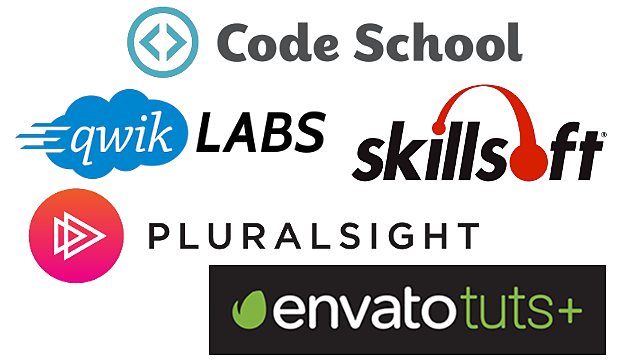 Code School
qwik LABS
skillsoft®
PLURALSIGHT
envatotuts+